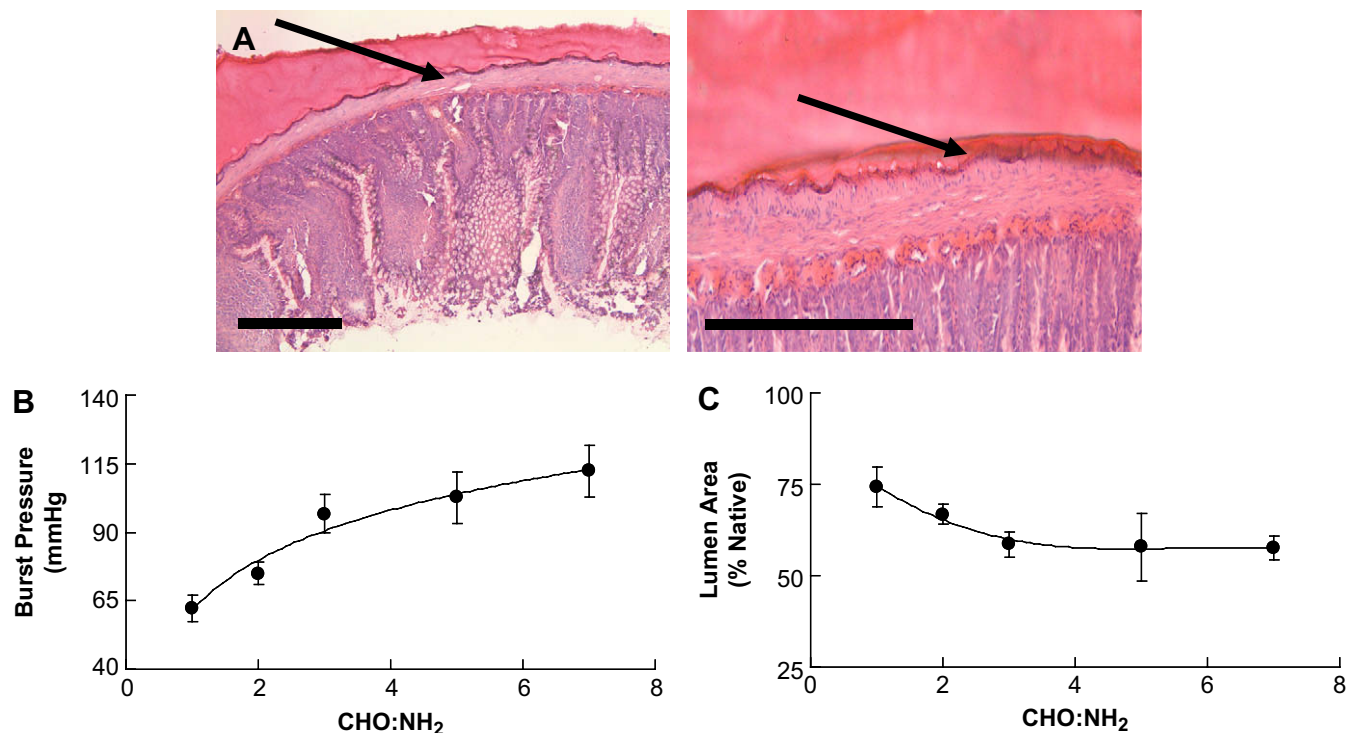 A
B
140
115
90
65
40
Burst Pressure
(mmHg)
0 2 4 6 8
CHO:NH2
C
100
75
50
25
Lumen Area
(% Native)
0 2 4 6 8
CHO:NH2